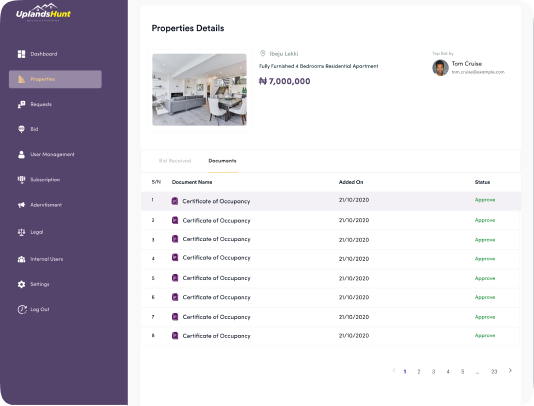 UplandsHunt
Dashboard
Properties
Requests
Bid
User Management
Subscription
Adverrtisment
Legal
Internal Users
Settings
Log Out
Properties Details
Ibeju Lekki
Fully Furnished 4 Bedrooms Residential Apartment
₦ 7,000,000
Top Bid by
Tom Cruise
tom.cruise@example.com
Bid Received Documents
S/N Document Name Added On Status
1 Certificate of Occupancy 21/10/2020 Approve
2 Certificate of Occupancy 21/10/2020 Approve
3 Certificate of Occupancy 21/10/2020 Approve
4 Certificate of Occupancy 21/10/2020 Approve
5 Certificate of Occupancy 21/10/2020 Approve
6 Certificate of Occupancy 21/10/2020 Approve
7 Certificate of Occupancy 21/10/2020 Approve
8 Certificate of Occupancy 21/10/2020 Approve
< 1 2 3 4 5 ... 23 >